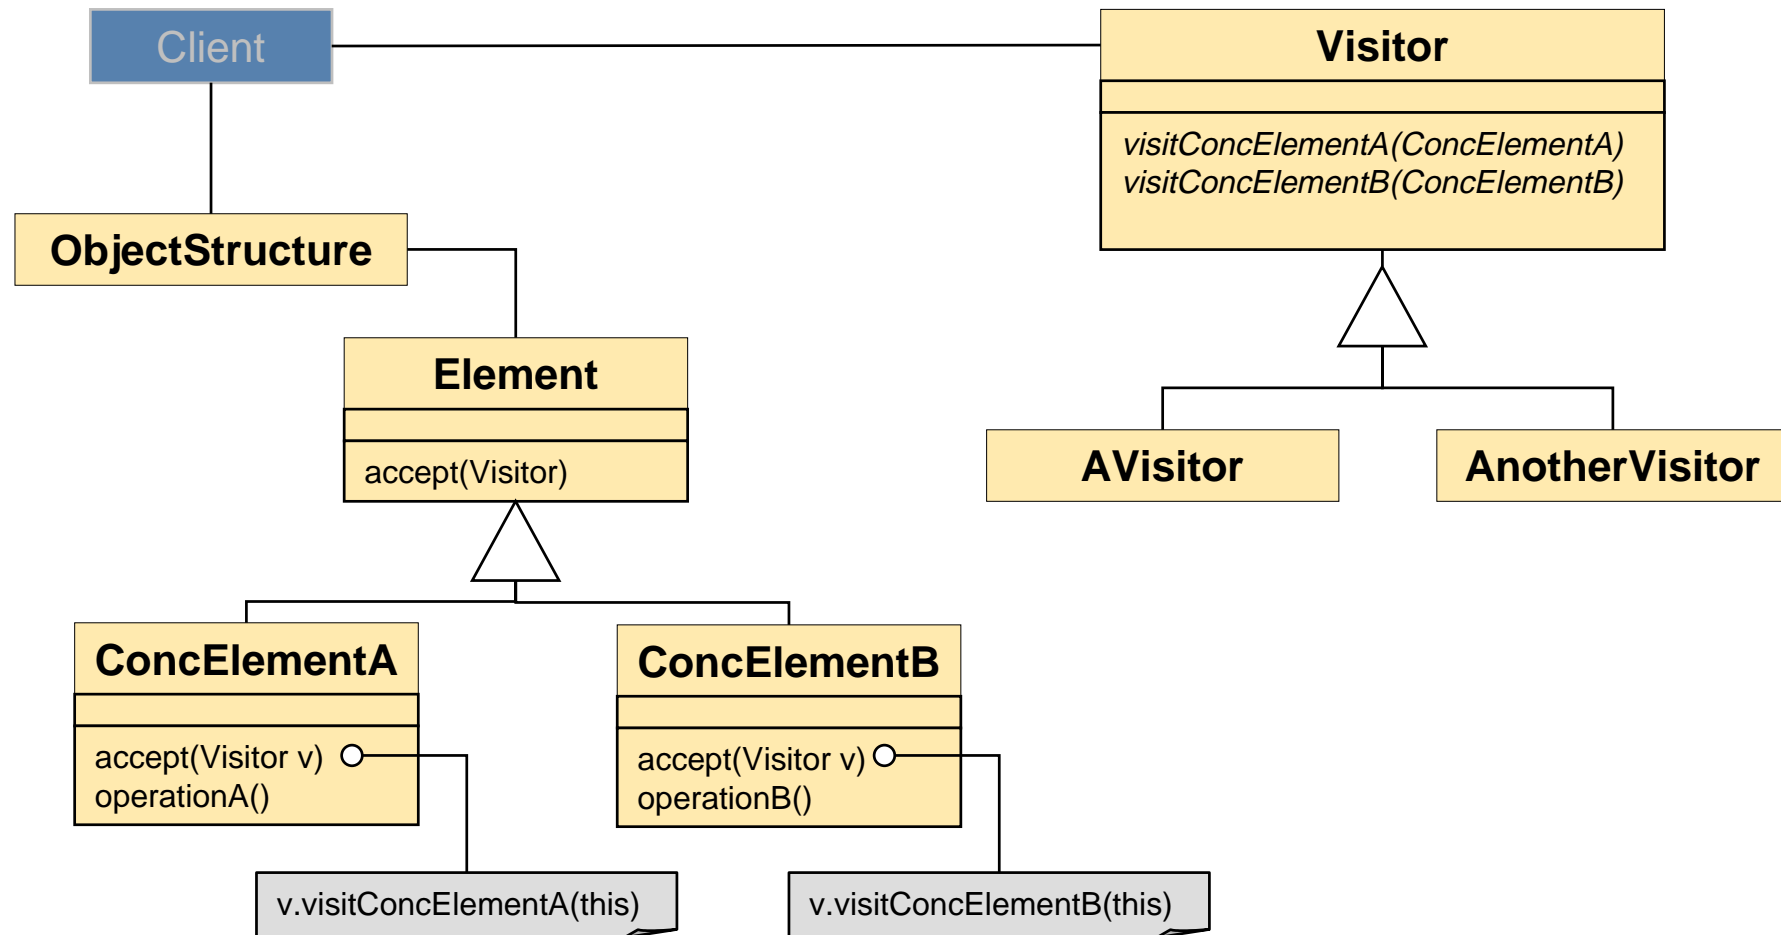 Client
Visitor
visitConcElementA(ConcElementA)
visitConcElementB(ConcElementB)
ObjectStructure
Element
accept(Visitor)
AVisitor
AnotherVisitor
ConcElementA
accept(Visitor v)
operationA()
ConcElementB
accept(Visitor v)
operationB()
v.visitConcElementA(this)
v.visitConcElementB(this)